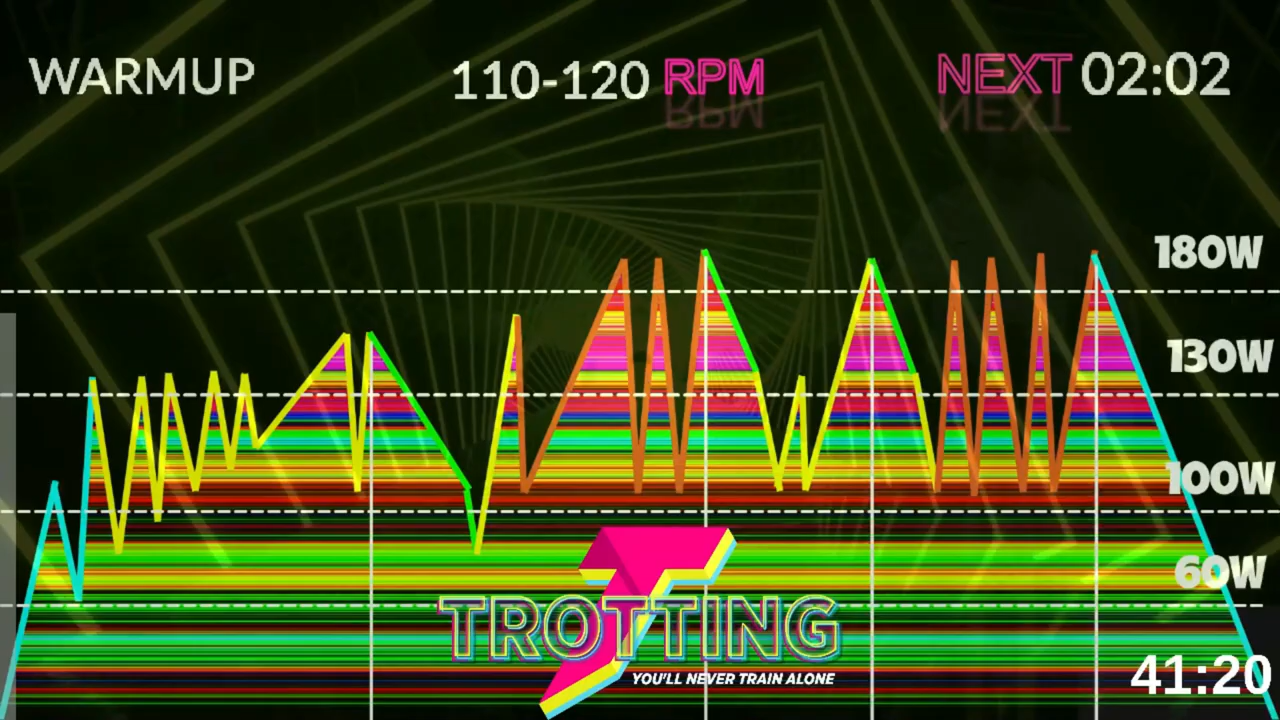 WARMUP
110-120 RPM
NEXT 02:02
180W
130W
100W
60W
TROTTING
YOU'LL NEVER TRAIN ALONE
41:20